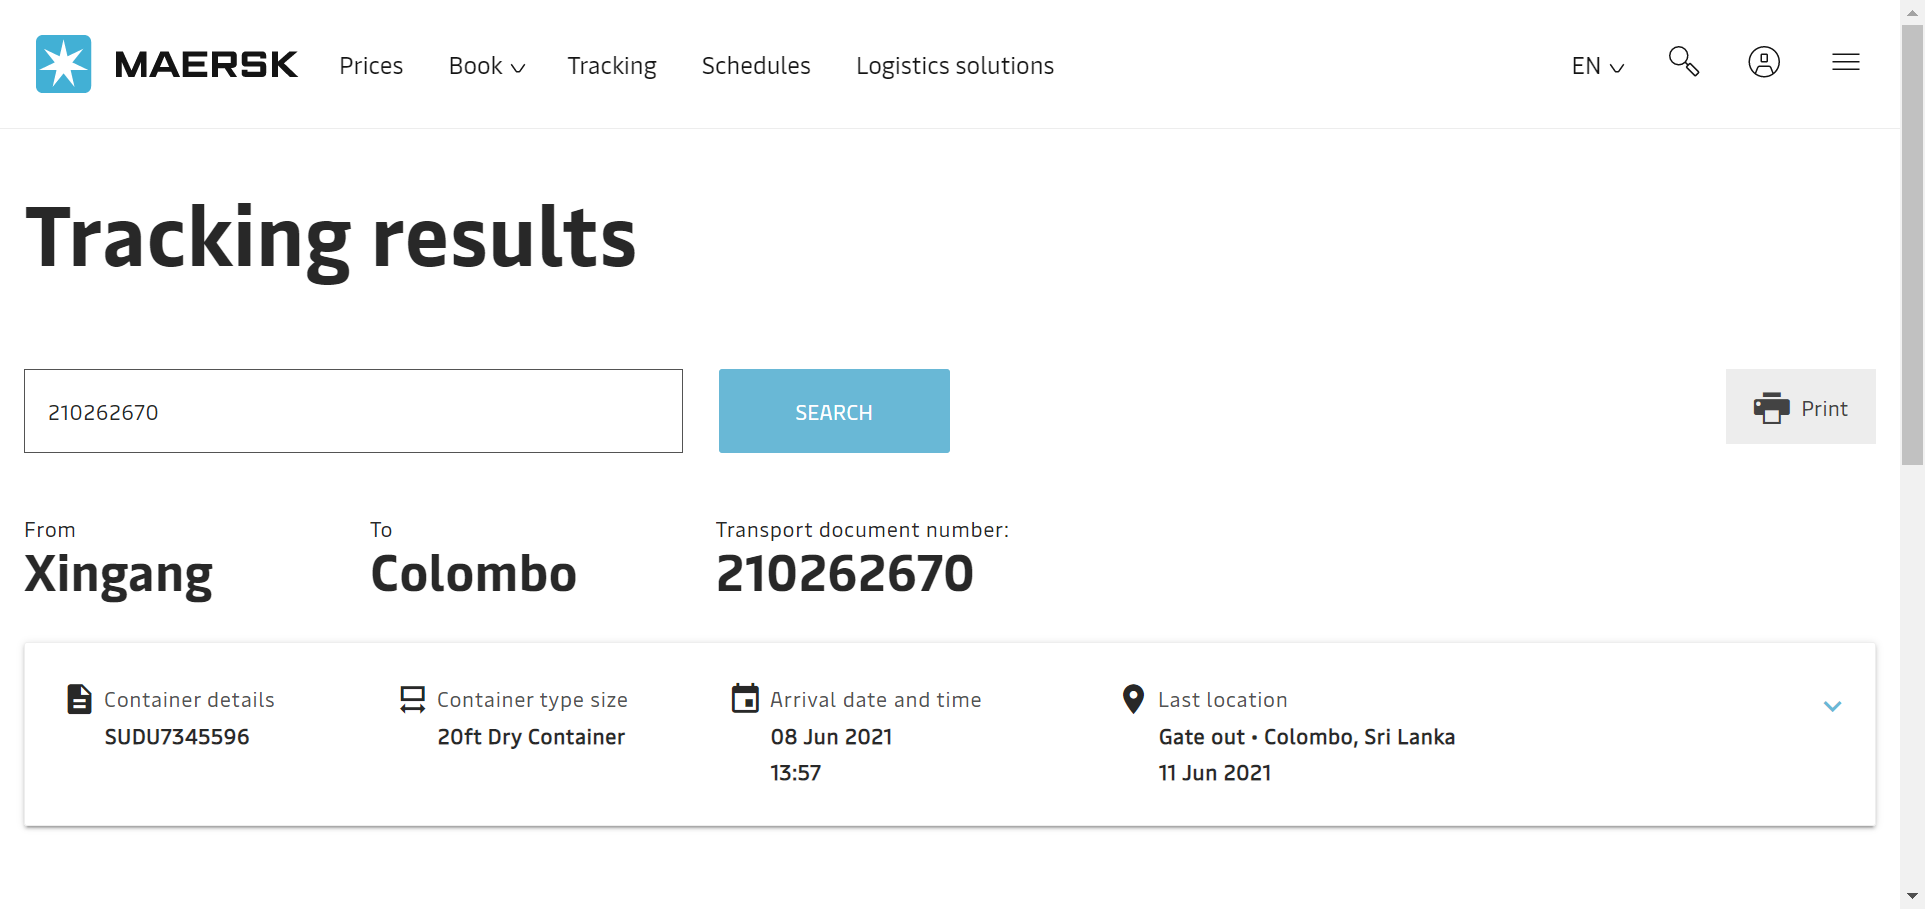 MAERSK Prices Book Tracking Schedules Logistics solutions EN
Tracking results
210262670 SEARCH Print
From To Transport document number:
Xingang Colombo 210262670
Container details Container type size Arrival date and time Last location
SUDU7345596 20ft Dry Container 08 Jun 2021 Gate out • Colombo, Sri Lanka
13:57 11 Jun 2021